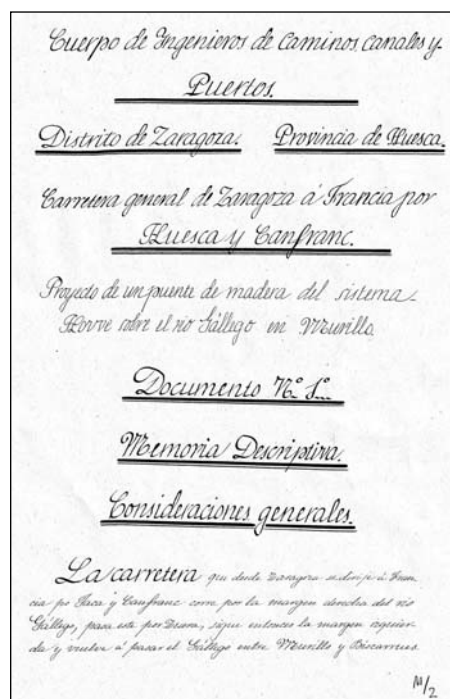 Cuerpo de Ingenieros de Caminos, canales y
Puertos.
Distrito de Zaragoza. Provincia de Huesca.
Carretera general de Zaragoza á Francia por
Huesca y Canfranc.
Proyecto de un puente de madera del sistema
Howe sobre el rio Gállego en Murillo
Documento Nº 1º
Memoria Descriptiva.
Consideraciones generales.
La carretera que desde Zaragoza se dirije á Fran-
cia po Jaca y Canfranc corre por la margen derecha del rio
Gállego, pasa este por sigue entonces la margen izquier-
da y vuelve á pasar el Gállego entre Murillo y Biscarrues
M/2